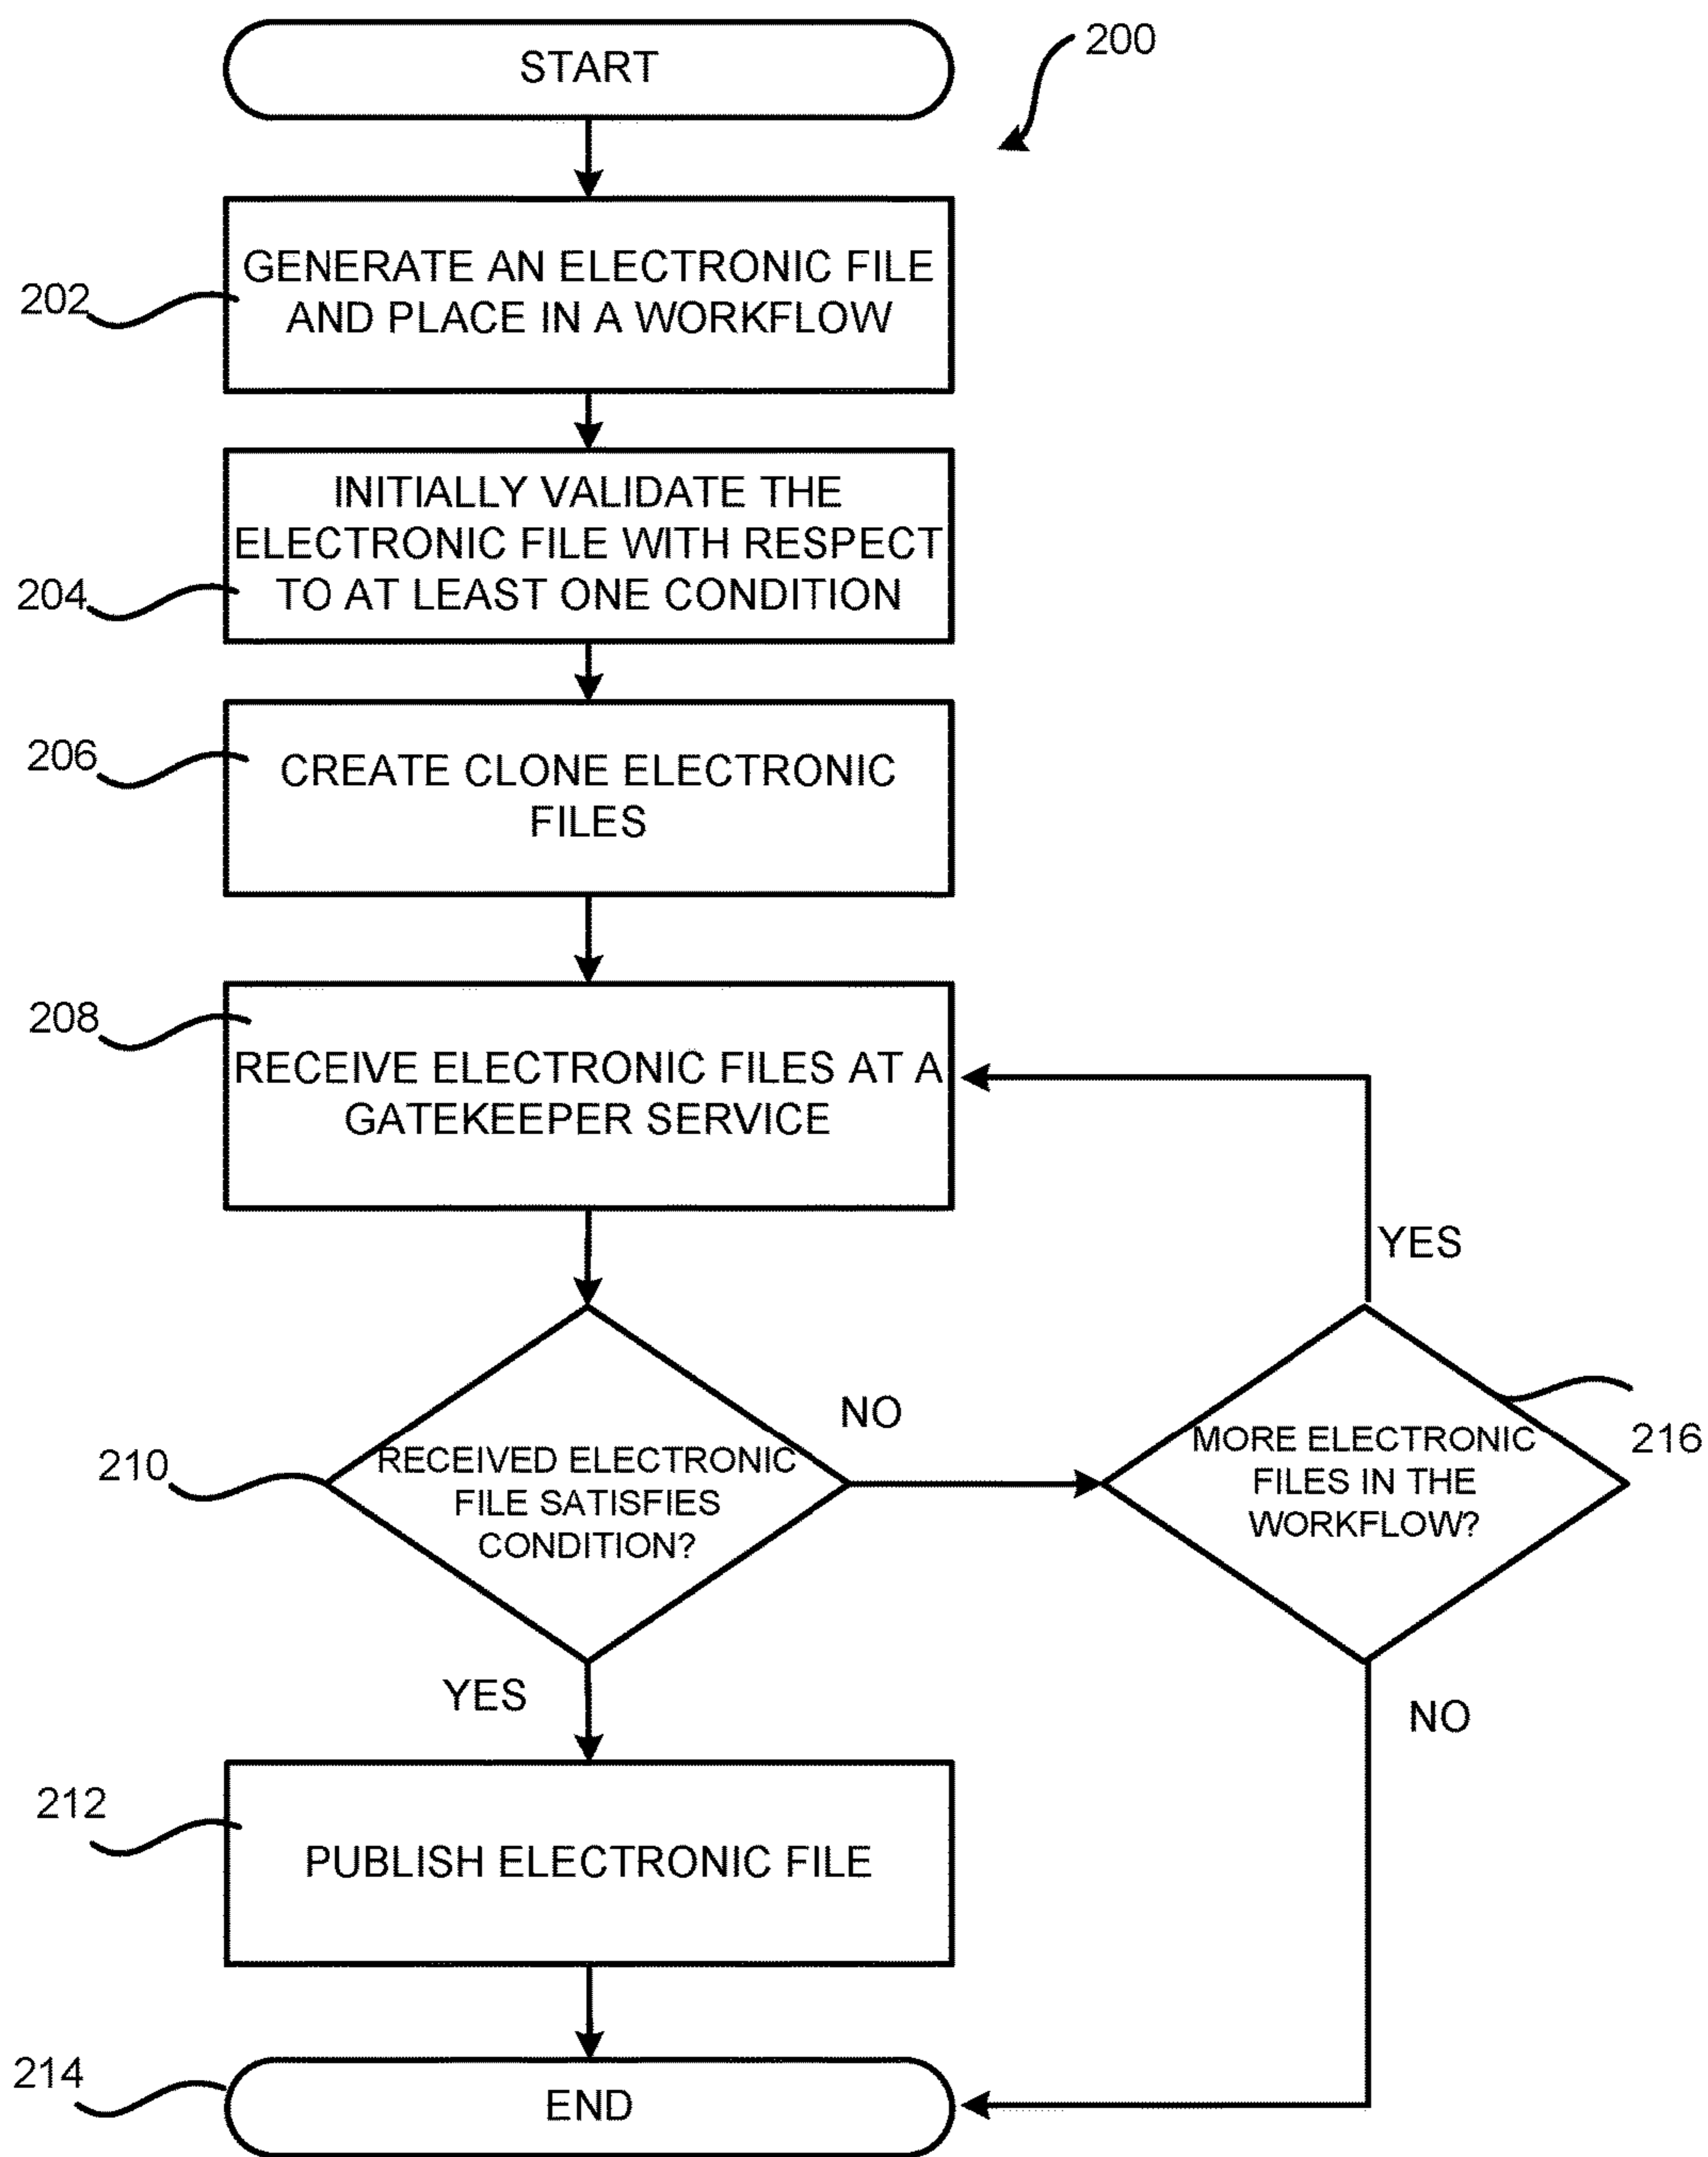 START
200
202
GENERATE AN ELECTRONIC FILE
AND PLACE IN A WORKFLOW
204
INITIALLY VALIDATE THE
ELECTRONIC FILE WITH RESPECT
TO AT LEAST ONE CONDITION
206
CREATE CLONE ELECTRONIC
FILES
208
RECEIVE ELECTRONIC FILES AT A
GATEKEEPER SERVICE
YES
210
RECEIVED ELECTRONIC
FILE SATISFIES
CONDITION?
NO
MORE ELECTRONIC
FILES IN THE
WORKFLOW?
216
YES
NO
212
PUBLISH ELECTRONIC FILE
214
END